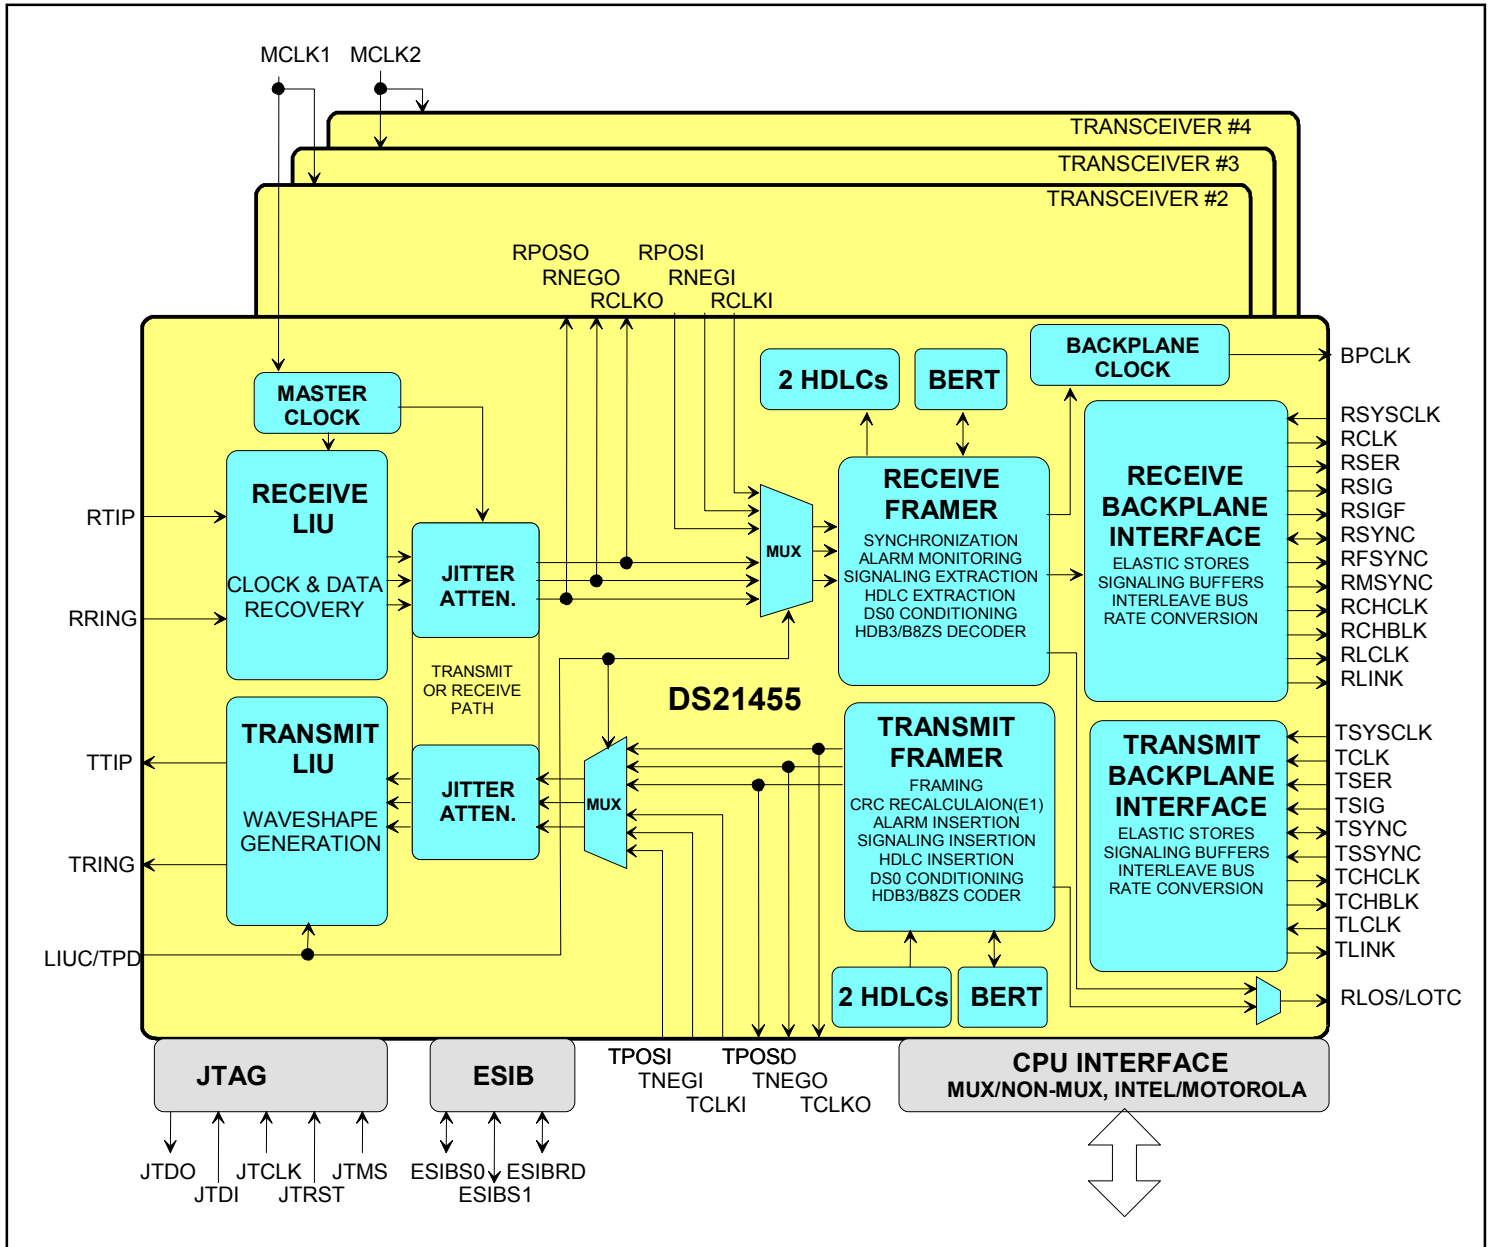 MCLK1
MCLK2
TRANSCEIVER #4
TRANSCEIVER #3
TRANSCEIVER #2
RPOSO
RNEGO
RCLKO
RPOSI
RNEGI
RCLKI
MASTER
CLOCK
2 HDLCs
BERT
BACKPLANE
CLOCK
BPCLK
RTIP
RRING
RECEIVE
LIU
CLOCK & DATA
RECOVERY
JITTER
ATTEN.
MUX
RECEIVE
FRAMER
SYNCHRONIZATION
ALARM MONITORING
SIGNALING EXTRACTION
HDLC EXTRACTION
DS0 CONDITIONING
HDB3/B8ZS DECODER
RECEIVE
BACKPLANE
INTERFACE
ELASTIC STORES
SIGNALING BUFFERS
INTERLEAVE BUS
RATE CONVERSION
RSYSCLK
RCLK
RSER
RSIG
RSIGF
RSYNC
RFSYNC
RMSYNC
RCHCLK
RCHBLK
RLCLK
RLINK
TRANSMIT
OR RECEIVE
PATH
DS21455
TTIP
TRING
LIUC/TPD
TRANSMIT
LIU
WAVESHAPE
GENERATION
JITTER
ATTEN.
MUX
TRANSMIT
FRAMER
FRAMING
CRC RECALCULAION(E1)
ALARM INSERTION
SIGNALING INSERTION
HDLC INSERTION
DS0 CONDITIONING
HDB3/B8ZS CODER
TRANSMIT
BACKPLANE
INTERFACE
ELASTIC STORES
SIGNALING BUFFERS
INTERLEAVE BUS
RATE CONVERSION
TSYSCLK
TCLK
TSER
TSIG
TSYNC
TSSYNC
TCHCLK
TCHBLK
TLCLK
TLINK
2 HDLCs
BERT
RLOS/LOTC
JTAG
ESIB
TPOSI
TNEGI
TCLKI
TPOSO
TNEGO
TCLKO
CPU INTERFACE
MUX/NON-MUX, INTEL/MOTOROLA
JTDO
JTDI
JTCLK
JTRST
JTMS
ESIBS0
ESIBS1
ESIBRD